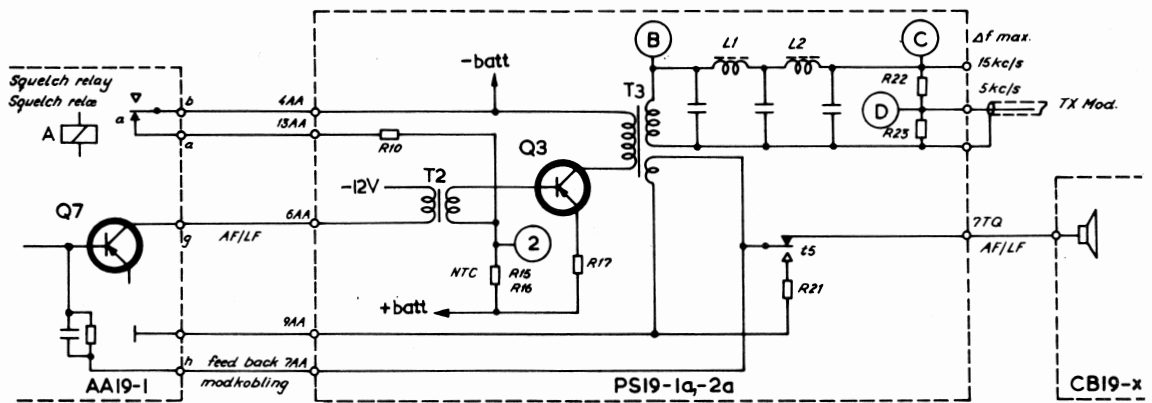 Squelch relay
Squelch relæ
A
a
b
a
4AA
13AA
R10
-batt
T3
B
L1
L2
C
Δf max.
15kc/s
R22
5kc/s
D
R23
TX Mod.
Q7
g
AF/LF
6AA
-12V
T2
Q3
2
NTC
R15
R16
R17
+batt
t5
R21
7TQ
AF/LF
9AA
h
feed back
7AA
modkobling
AA19-1
PS19-1a,-2a
CB19-x